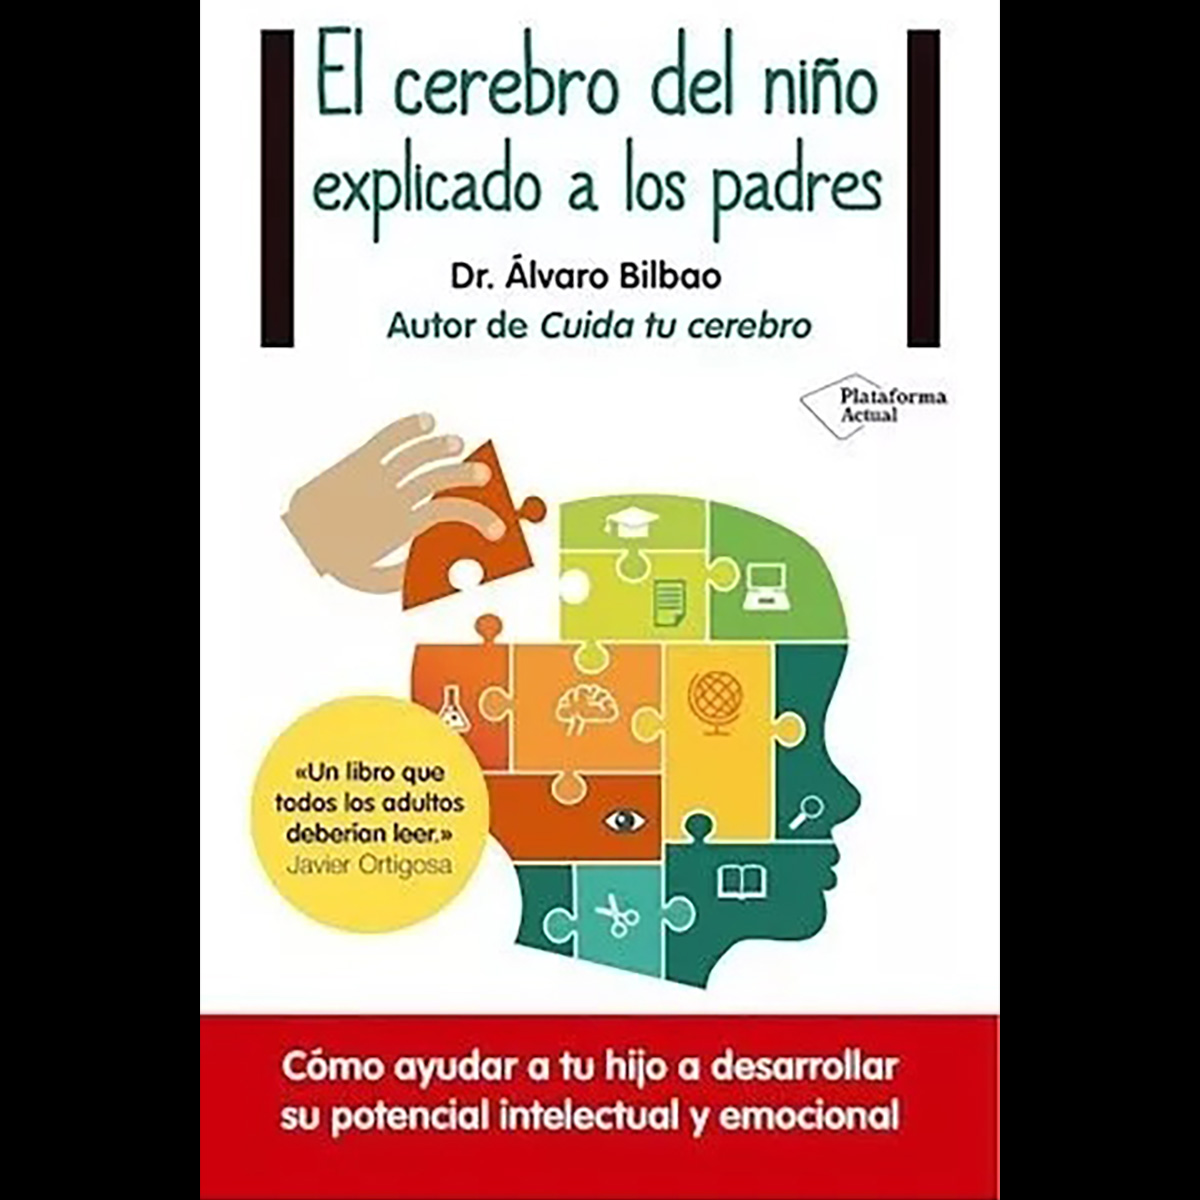 El cerebro del niño
explicado a los padres
Dr. Álvaro Bilbao
Autor de Cuida tu cerebro
Plataforma
Actual
«Un libro que
todos los adultos
deberían leer.»
Javier Ortigosa
Cómo ayudar a tu hijo a desarrollar
su potencial intelectual y emocional